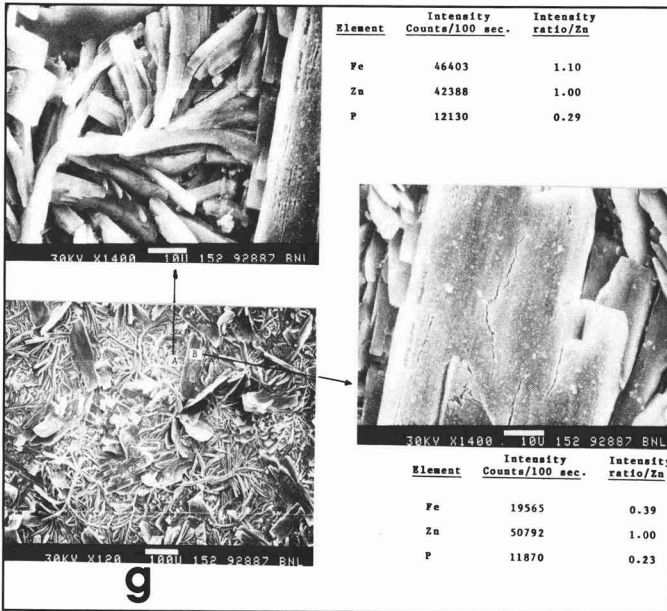 Element Intensity Counts/100 sec. Intensity ratio/Zn
Fe 46403 1.10
Zn 42388 1.00
P 12130 0.29
30KV X1400 10U 152 92887 BNL
A B
30KV X1400 10U 152 92887 BNL
Element Intensity Counts/100 sec. Intensity ratio/Zn
Fe 19565 0.39
Zn 50792 1.00
P 11870 0.23
30KV X120 100U 152 92887 BNL
g